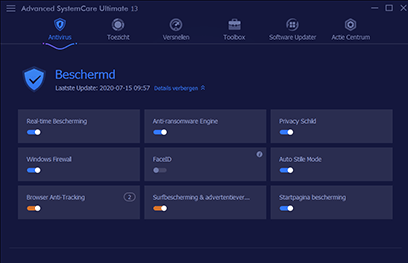 Advanced SystemCare Ultimate 13
Antivirus Toezicht Versnellen Toolbox Software Updater Actie Centrum
Beschermd
Laatste Update: 2020-07-15 09:57 Details verbergen
Real-time Bescherming Anti-ransomware Engine Privacy Schild
Windows Firewall FaceID Auto Stile Mode
Browser Anti-Tracking 2 Surfbescherming & advertentiever... Startpagina bescherming